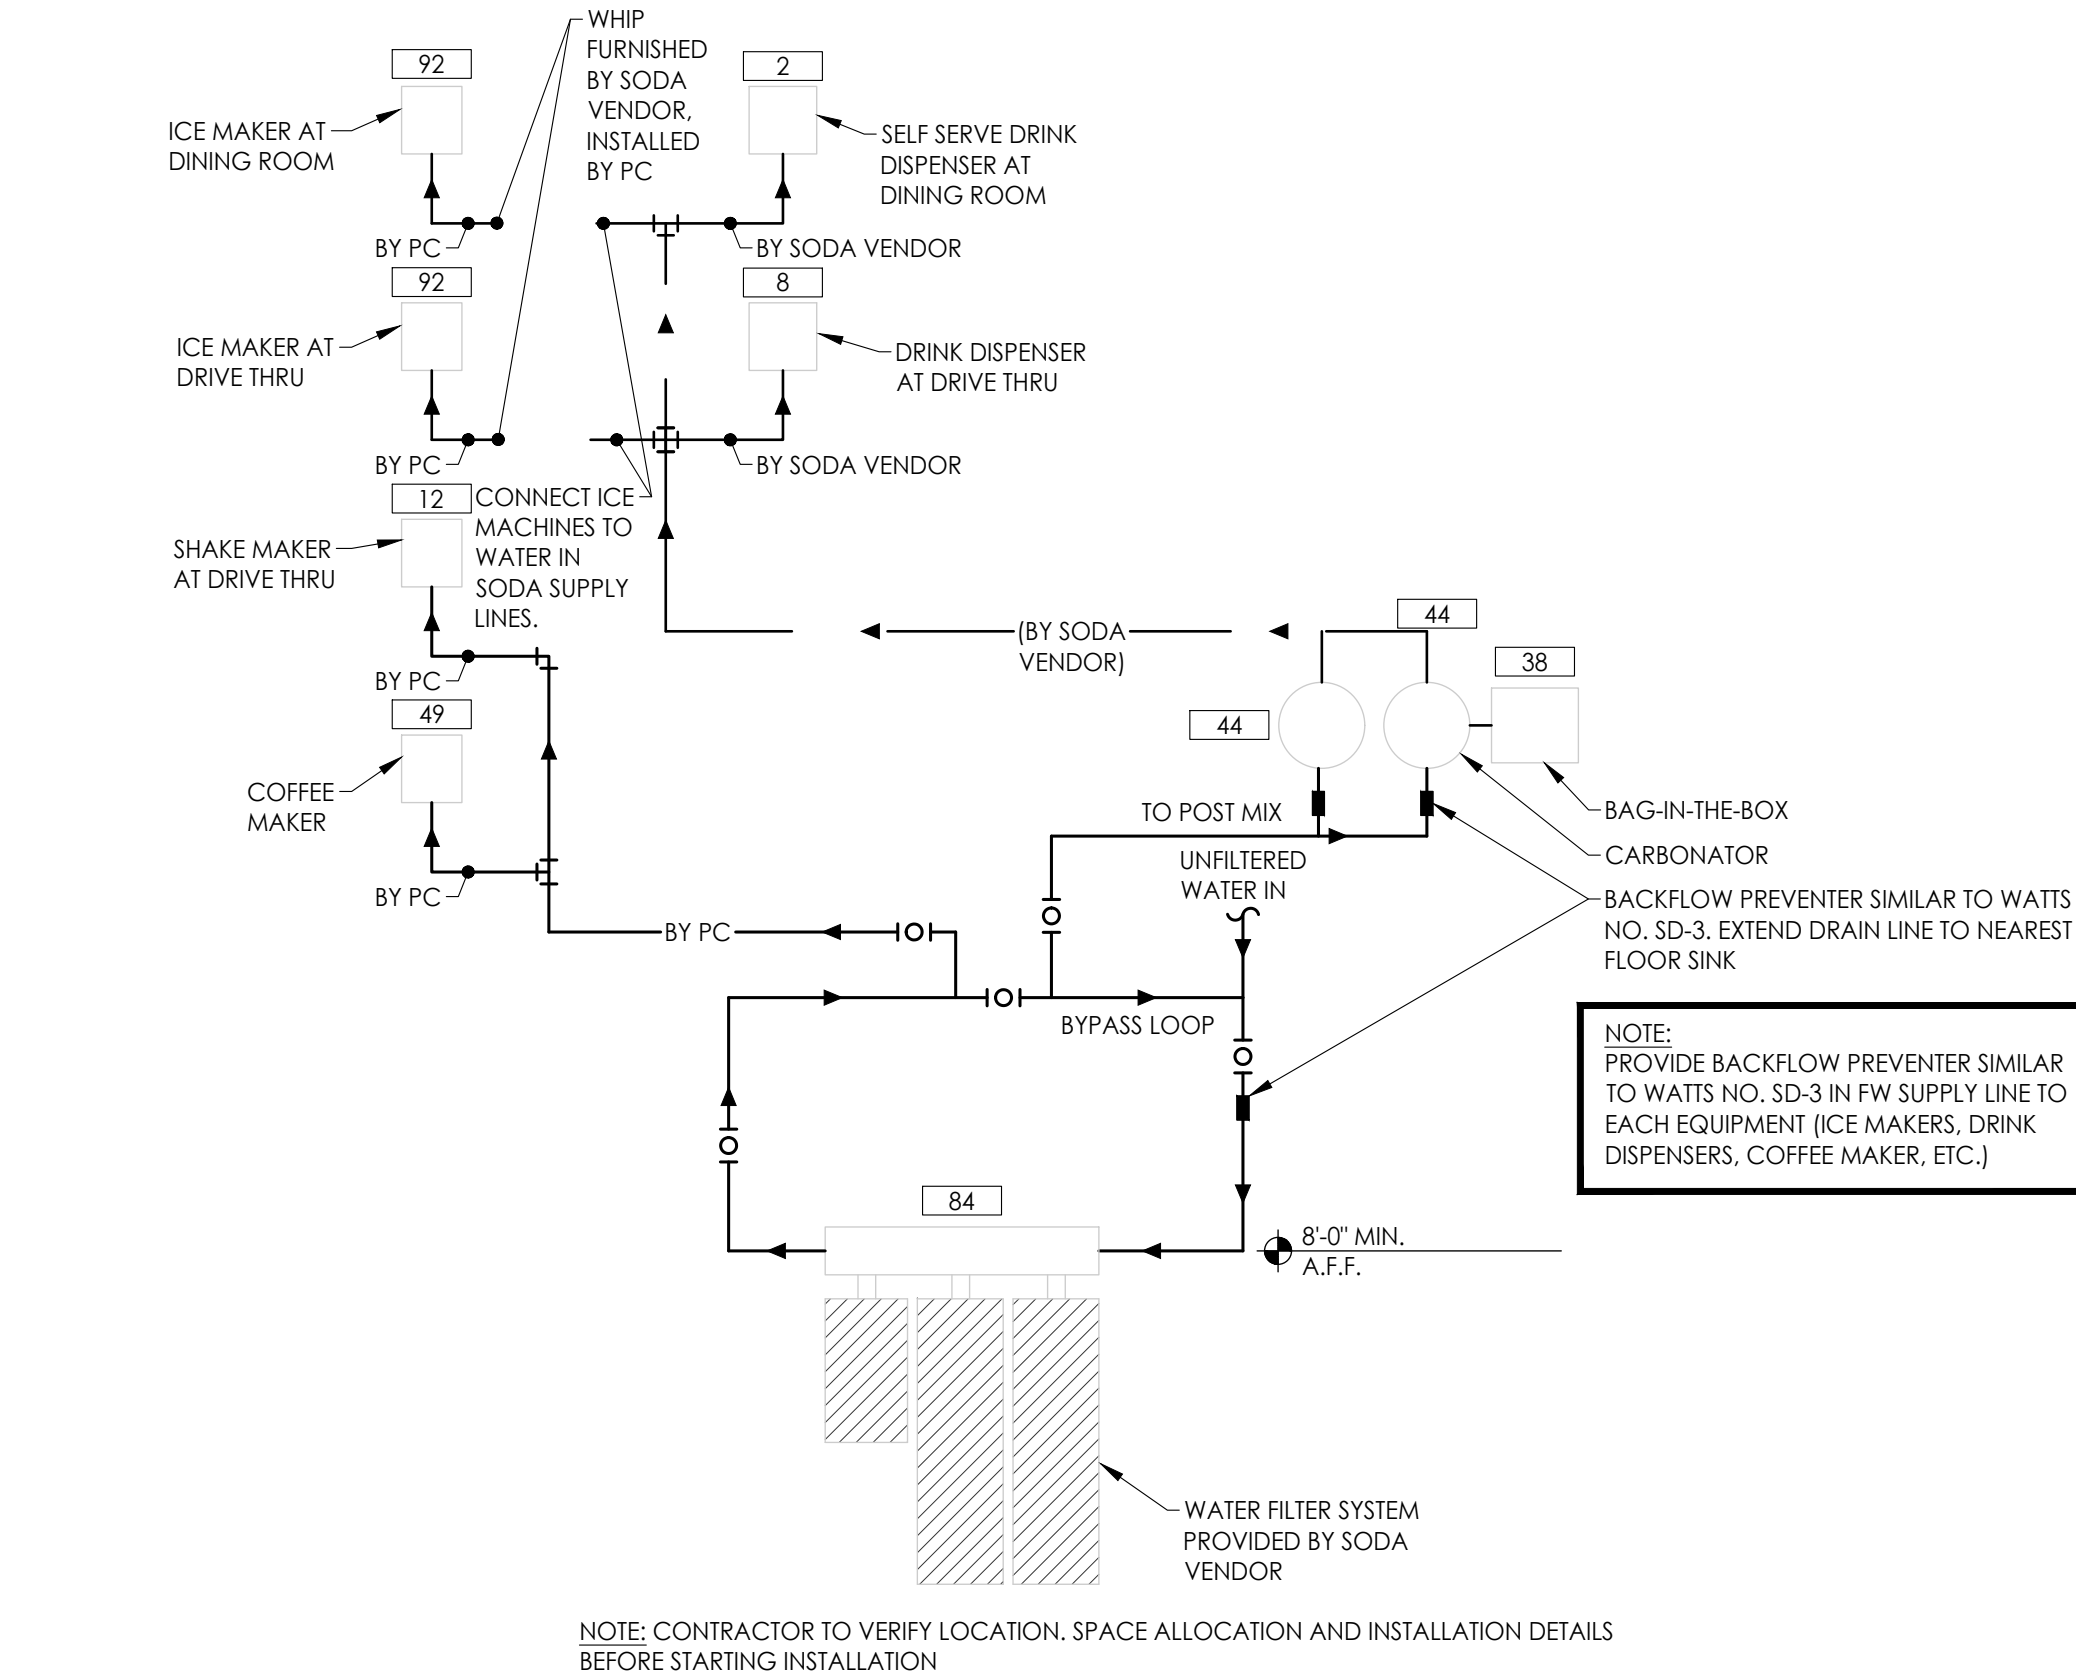 WHIP
FURNISHED
BY SODA
VENDOR,
INSTALLED
BY PC
92
2
ICE MAKER AT
DINING ROOM
SELF SERVE DRINK
DISPENSER AT
DINING ROOM
BY PC
BY SODA VENDOR
92
8
ICE MAKER AT
DRIVE THRU
DRINK DISPENSER
AT DRIVE THRU
BY PC
BY SODA VENDOR
12
CONNECT ICE
MACHINES TO
WATER IN
SODA SUPPLY
LINES.
SHAKE MAKER
AT DRIVE THRU
BY PC
(BY SODA
VENDOR)
44
38
44
49
COFFEE
MAKER
BY PC
TO POST MIX
BAG-IN-THE-BOX
CARBONATOR
UNFILTERED
WATER IN
BACKFLOW PREVENTER SIMILAR TO WATTS
NO. SD-3. EXTEND DRAIN LINE TO NEAREST
FLOOR SINK
BY PC
BYPASS LOOP
NOTE:
PROVIDE BACKFLOW PREVENTER SIMILAR
TO WATTS NO. SD-3 IN FW SUPPLY LINE TO
EACH EQUIPMENT (ICE MAKERS, DRINK
DISPENSERS, COFFEE MAKER, ETC.)
84
8'-0" MIN.
A.F.F.
WATER FILTER SYSTEM
PROVIDED BY SODA
VENDOR
NOTE: CONTRACTOR TO VERIFY LOCATION. SPACE ALLOCATION AND INSTALLATION DETAILS
BEFORE STARTING INSTALLATION